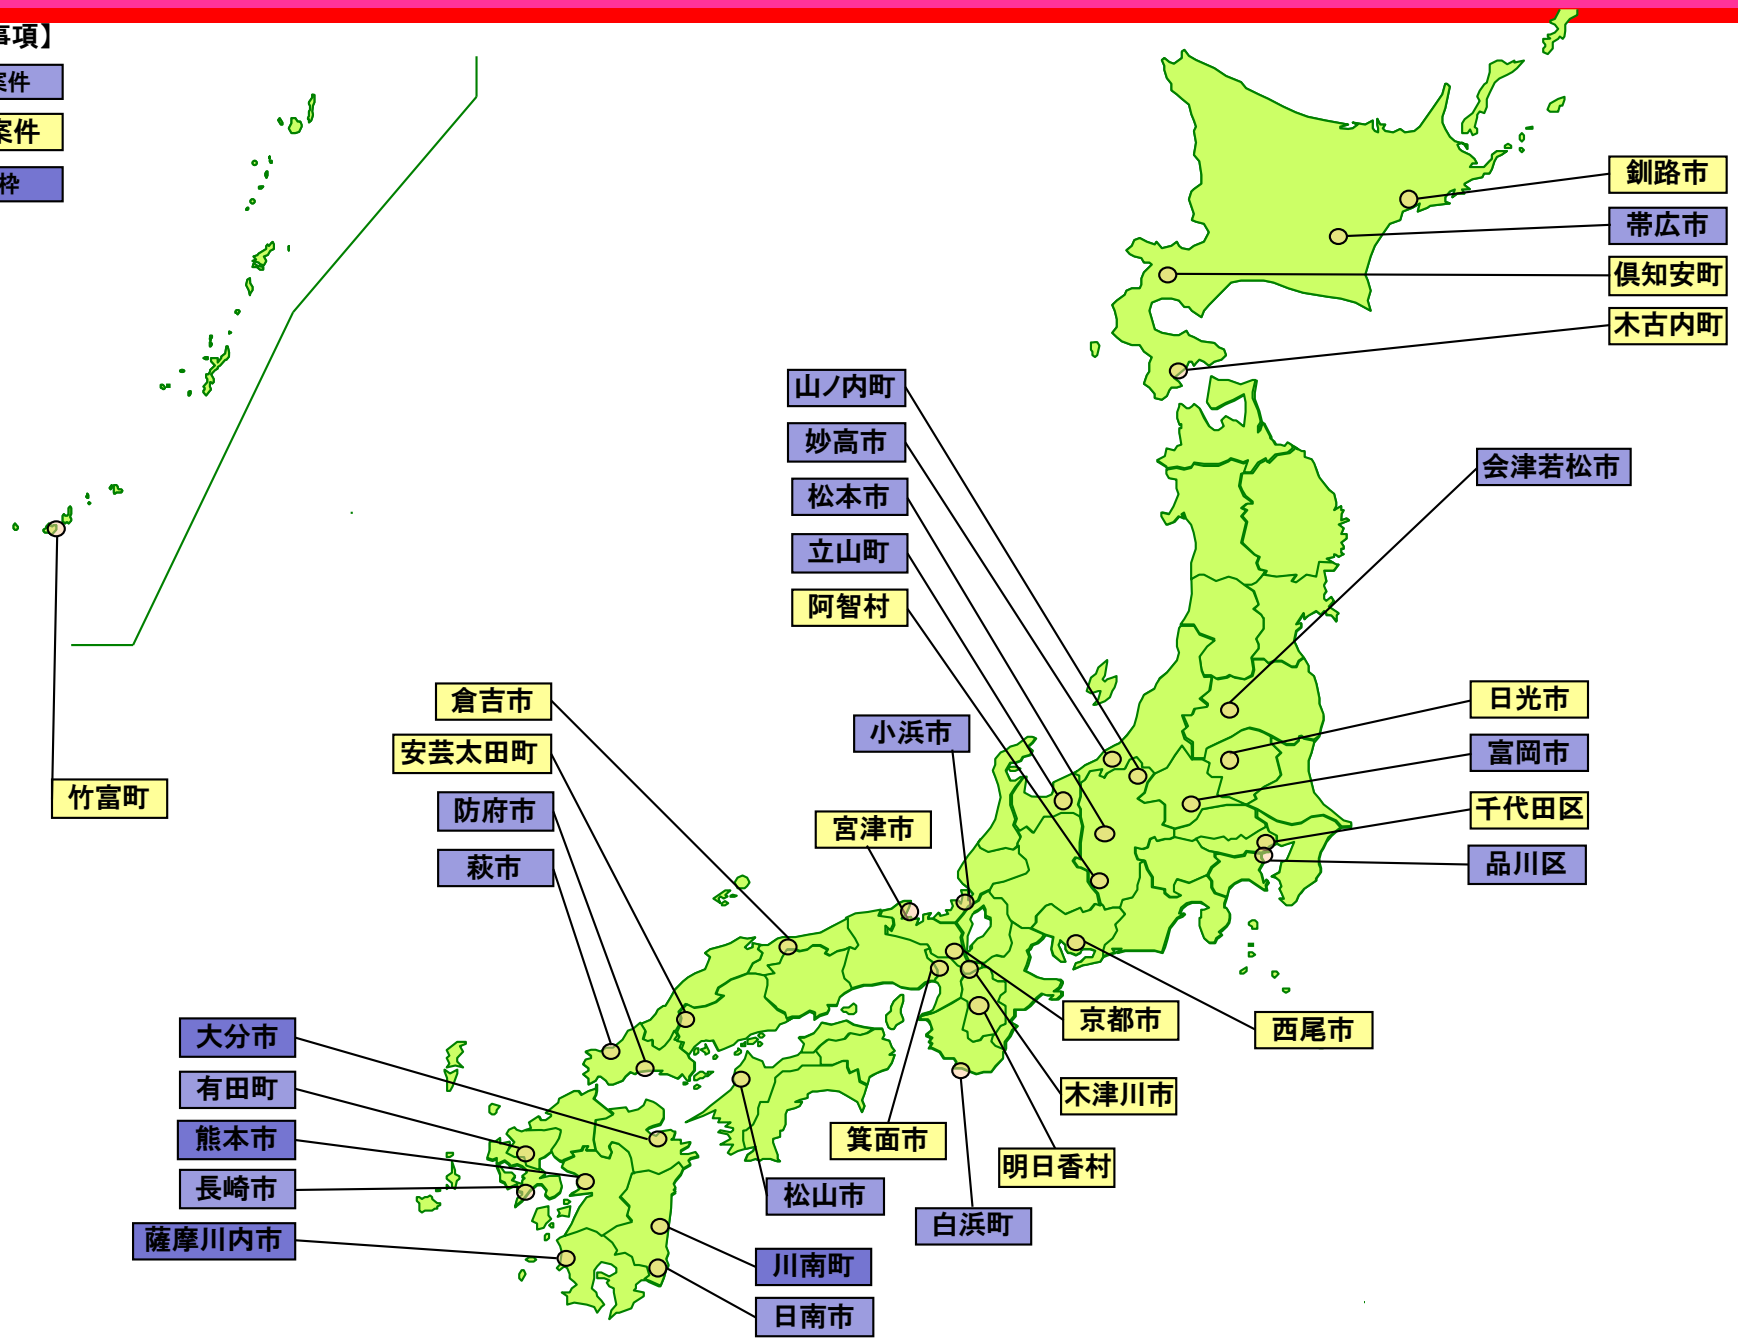 事項】
案件
案件
枠
釧路市
帯広市
倶知安町
木古内町
山ノ内町
妙高市
松本市
立山町
阿智村
会津若松市
倉吉市
安芸太田町
防府市
萩市
小浜市
宮津市
日光市
富岡市
千代田区
品川区
竹富町
京都市
西尾市
木津川市
箕面市
明日香村
白浜町
大分市
有田町
熊本市
長崎市
薩摩川内市
松山市
川南町
日南市